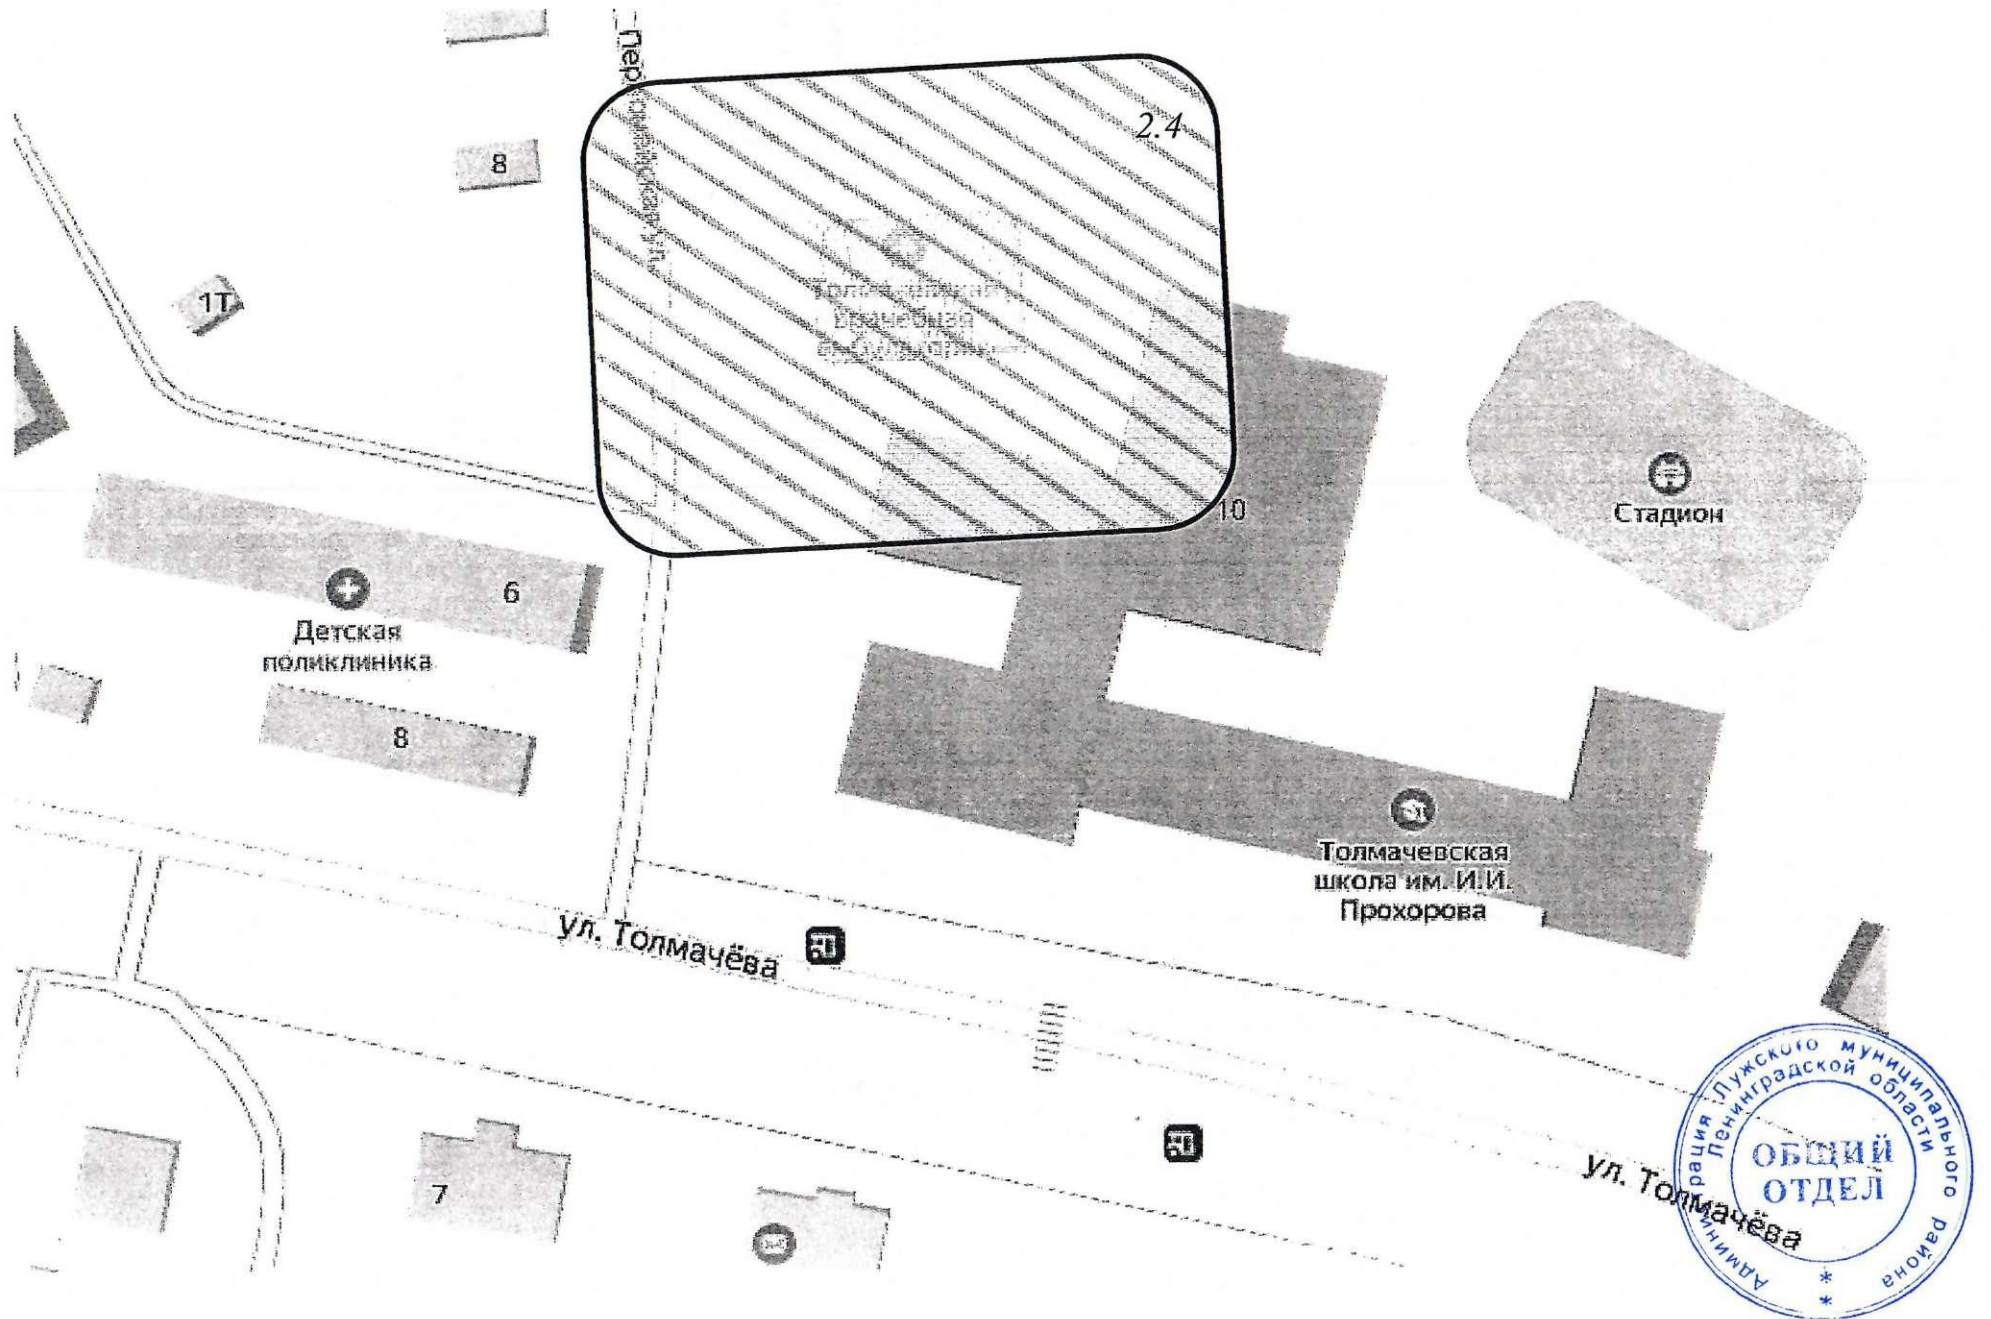 2.4
8
1Т
Врачебная
10
Стадион
6
Детская
поликлиника
8
Толмачевская
школа им. И.И.
Прохорова
ул. Толмачёва
7
ул. Толмачёва
Администрация Лужского муниципального района
Ленинградской области
ОБЩИЙ
ОТДЕЛ
* *